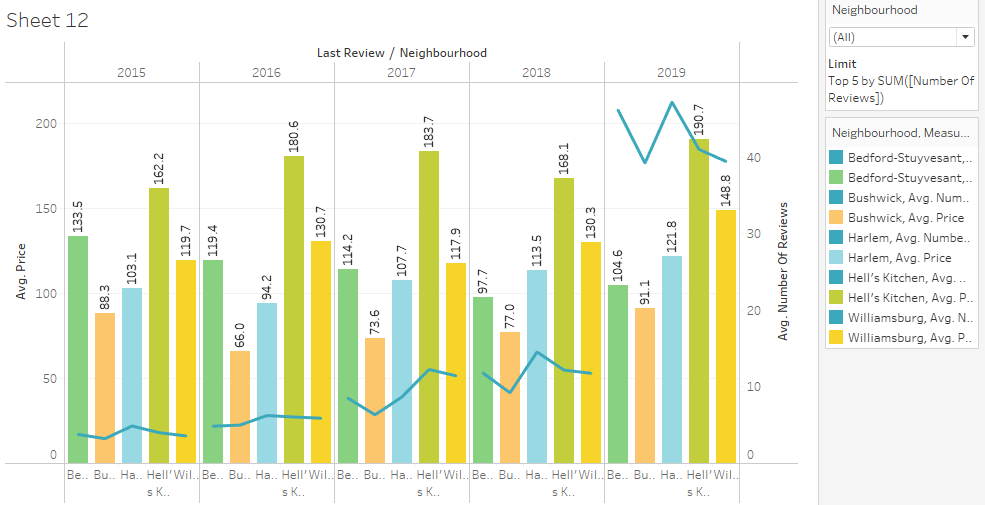 Sheet 12
Last Review / Neighbourhood
2015 2016 2017 2018 2019
Avg. Price
200
150
100
50
0
133.5 88.3 103.1 162.2 119.7
119.4 66.0 94.2 180.6 130.7
114.2 73.6 107.7 183.7 117.9
97.7 77.0 113.5 168.1 130.3
104.6 91.1 121.8 190.7 148.8
40
30
20
10
0
Avg. Number Of Reviews
Be.. Bu.. Ha.. Hell' Wil.. Be.. Bu.. Ha.. Hell' Wil.. Be.. Bu.. Ha.. Hell' Wil.. Be.. Bu.. Ha.. Hell' Wil.. Be.. Bu.. Ha.. Hell' Wil..
s K.. s K.. s K.. s K.. s K..
Neighbourhood
(All)
Limit
Top 5 by SUM([Number Of
Reviews])
Neighbourhood, Measu...
Bedford-Stuyvesant,..
Bedford-Stuyvesant,..
Bushwick, Avg. Num..
Bushwick, Avg. Price
Harlem, Avg. Numbe..
Harlem, Avg. Price
Hell's Kitchen, Avg. ..
Hell's Kitchen, Avg. P..
Williamsburg, Avg. N..
Williamsburg, Avg. P..